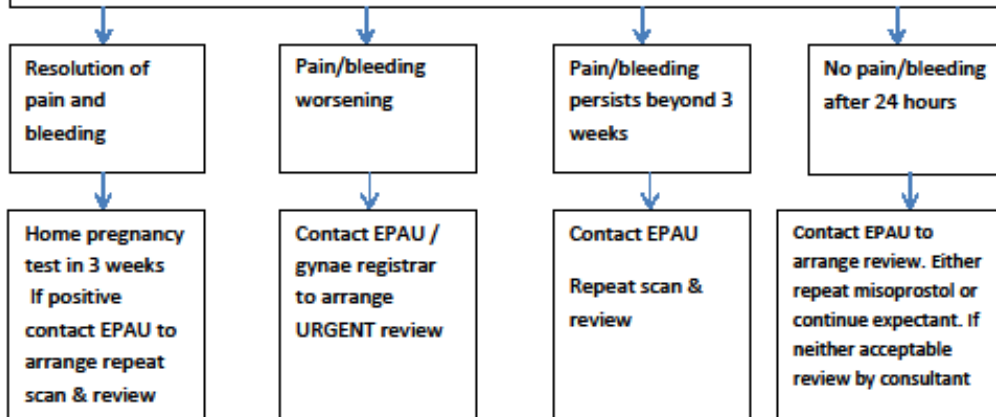 Resolution of
pain and
bleeding
Pain/bleeding
worsening
Pain/bleeding
persists beyond 3
weeks
No pain/bleeding
after 24 hours
Home pregnancy
test in 3 weeks
If positive
contact EPAU to
arrange repeat
scan & review
Contact EPAU /
gynae registrar
to arrange
URGENT review
Contact EPAU
Repeat scan &
review
Contact EPAU to
arrange review. Either
repeat misoprostol or
continue expectant. If
neither acceptable
review by consultant